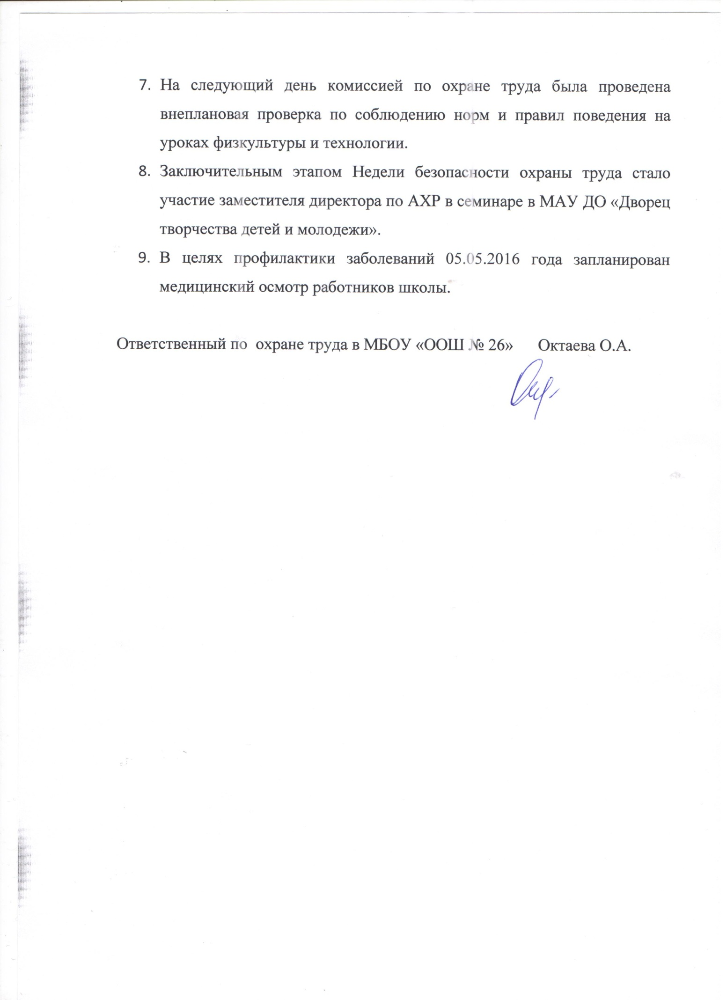 7. На следующий день комиссией по охране труда была проведена
внеплановая проверка по соблюдению норм и правил поведения на
уроках физкультуры и технологии.
8. Заключительным этапом Недели безопасности охраны труда стало
участие заместителя директора по АХР в семинаре в МАУ ДО «Дворец
творчества детей и молодежи».
9. В целях профилактики заболеваний 05.05.2016 года запланирован
медицинский осмотр работников школы.
Ответственный по охране труда в МБОУ «ООШ № 26» Октаева О.А.